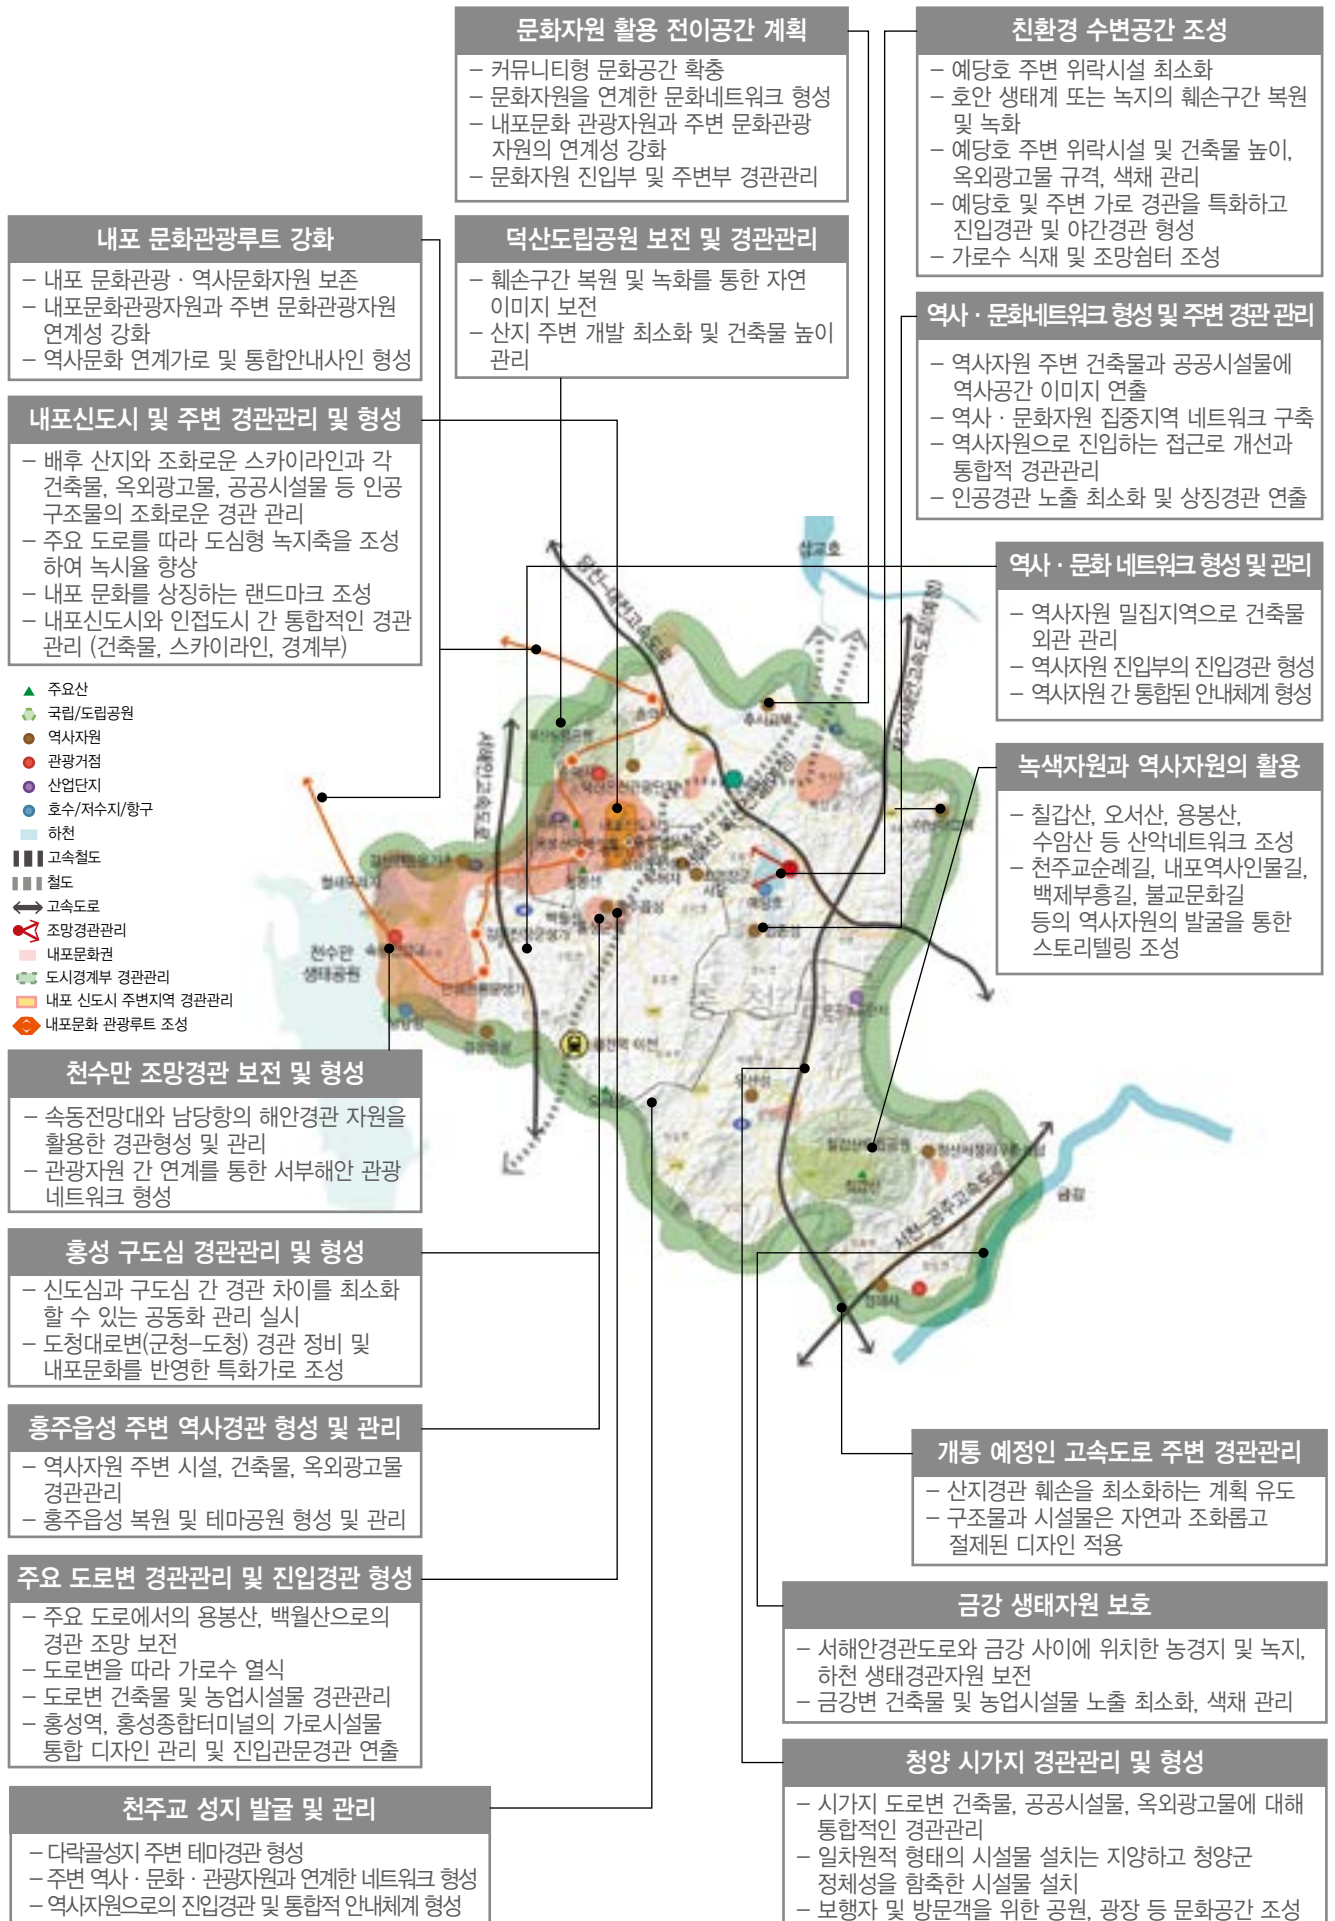 문화자원 활용 전이공간 계획
– 커뮤니티형 문화공간 확충
– 문화자원을 연계한 문화네트워크 형성
– 내포문화 관광자원과 주변 문화관광
자원의 연계성 강화
– 문화자원 진입부 및 주변부 경관관리
친환경 수변공간 조성
– 예당호 주변 위락시설 최소화
– 호안 생태계 또는 녹지의 훼손구간 복원
및 녹화
– 예당호 주변 위락시설 및 건축물 높이,
옥외광고물 규격, 색채 관리
– 예당호 및 주변 가로 경관을 특화하고
진입경관 및 야간경관 형성
– 가로수 식재 및 조망쉼터 조성
내포 문화관광루트 강화
– 내포 문화관광 · 역사문화자원 보존
– 내포문화관광자원과 주변 문화관광자원
연계성 강화
– 역사문화 연계가로 및 통합안내사인 형성
덕산도립공원 보전 및 경관관리
– 훼손구간 복원 및 녹화를 통한 자연
이미지 보전
– 산지 주변 개발 최소화 및 건축물 높이
관리
역사 · 문화네트워크 형성 및 주변 경관 관리
– 역사자원 주변 건축물과 공공시설물에
역사공간 이미지 연출
– 역사 · 문화자원 집중지역 네트워크 구축
– 역사자원으로 진입하는 접근로 개선과
통합적 경관관리
– 인공경관 노출 최소화 및 상징경관 연출
내포신도시 및 주변 경관관리 및 형성
– 배후 산지와 조화로운 스카이라인과 각
건축물, 옥외광고물, 공공시설물 등 인공
구조물의 조화로운 경관 관리
– 주요 도로를 따라 도심형 녹지축을 조성
하여 녹시율 향상
– 내포 문화를 상징하는 랜드마크 조성
– 내포신도시와 인접도시 간 통합적인 경관
관리 (건축물, 스카이라인, 경계부)
역사 · 문화 네트워크 형성 및 관리
– 역사자원 밀집지역으로 건축물
외관 관리
– 역사자원 진입부의 진입경관 형성
– 역사자원 간 통합된 안내체계 형성
녹색자원과 역사자원의 활용
– 칠갑산, 오서산, 용봉산,
수암산 등 산악네트워크 조성
– 천주교순례길, 내포역사인물길,
백제부흥길, 불교문화길
등의 역사자원의 발굴을 통한
스토리텔링 조성
주요산
국립/도립공원
역사자원
관광거점
산업단지
호수/저수지/항구
하천
고속철도
철도
고속도로
조망경관관리
내포문화권
도시경계부 경관관리
내포 신도시 주변지역 경관관리
내포문화 관광루트 조성
삽교호
당진–대전고속도로
서해안고속도로
천수만
생태공원
예당호
칠갑산
서천–공주고속도로
금강
천수만 조망경관 보전 및 형성
– 속동전망대와 남당항의 해안경관 자원을
활용한 경관형성 및 관리
– 관광자원 간 연계를 통한 서부해안 관광
네트워크 형성
홍성 구도심 경관관리 및 형성
– 신도심과 구도심 간 경관 차이를 최소화
할 수 있는 공동화 관리 실시
– 도청대로변(군청–도청) 경관 정비 및
내포문화를 반영한 특화가로 조성
홍주읍성 주변 역사경관 형성 및 관리
– 역사자원 주변 시설, 건축물, 옥외광고물
경관관리
– 홍주읍성 복원 및 테마공원 형성 및 관리
주요 도로변 경관관리 및 진입경관 형성
– 주요 도로에서의 용봉산, 백월산으로의
경관 조망 보전
– 도로변을 따라 가로수 열식
– 도로변 건축물 및 농업시설물 경관관리
– 홍성역, 홍성종합터미널의 가로시설물
통합 디자인 관리 및 진입관문경관 연출
천주교 성지 발굴 및 관리
– 다락골성지 주변 테마경관 형성
– 주변 역사 · 문화 · 관광자원과 연계한 네트워크 형성
– 역사자원으로의 진입경관 및 통합적 안내체계 형성
개통 예정인 고속도로 주변 경관관리
– 산지경관 훼손을 최소화하는 계획 유도
– 구조물과 시설물은 자연과 조화롭고
절제된 디자인 적용
금강 생태자원 보호
– 서해안경관도로와 금강 사이에 위치한 농경지 및 녹지,
하천 생태경관자원 보전
– 금강변 건축물 및 농업시설물 노출 최소화, 색채 관리
청양 시가지 경관관리 및 형성
– 시가지 도로변 건축물, 공공시설물, 옥외광고물에 대해
통합적인 경관관리
– 일차원적 형태의 시설물 설치는 지양하고 청양군
정체성을 함축한 시설물 설치
– 보행자 및 방문객을 위한 공원, 광장 등 문화공간 조성